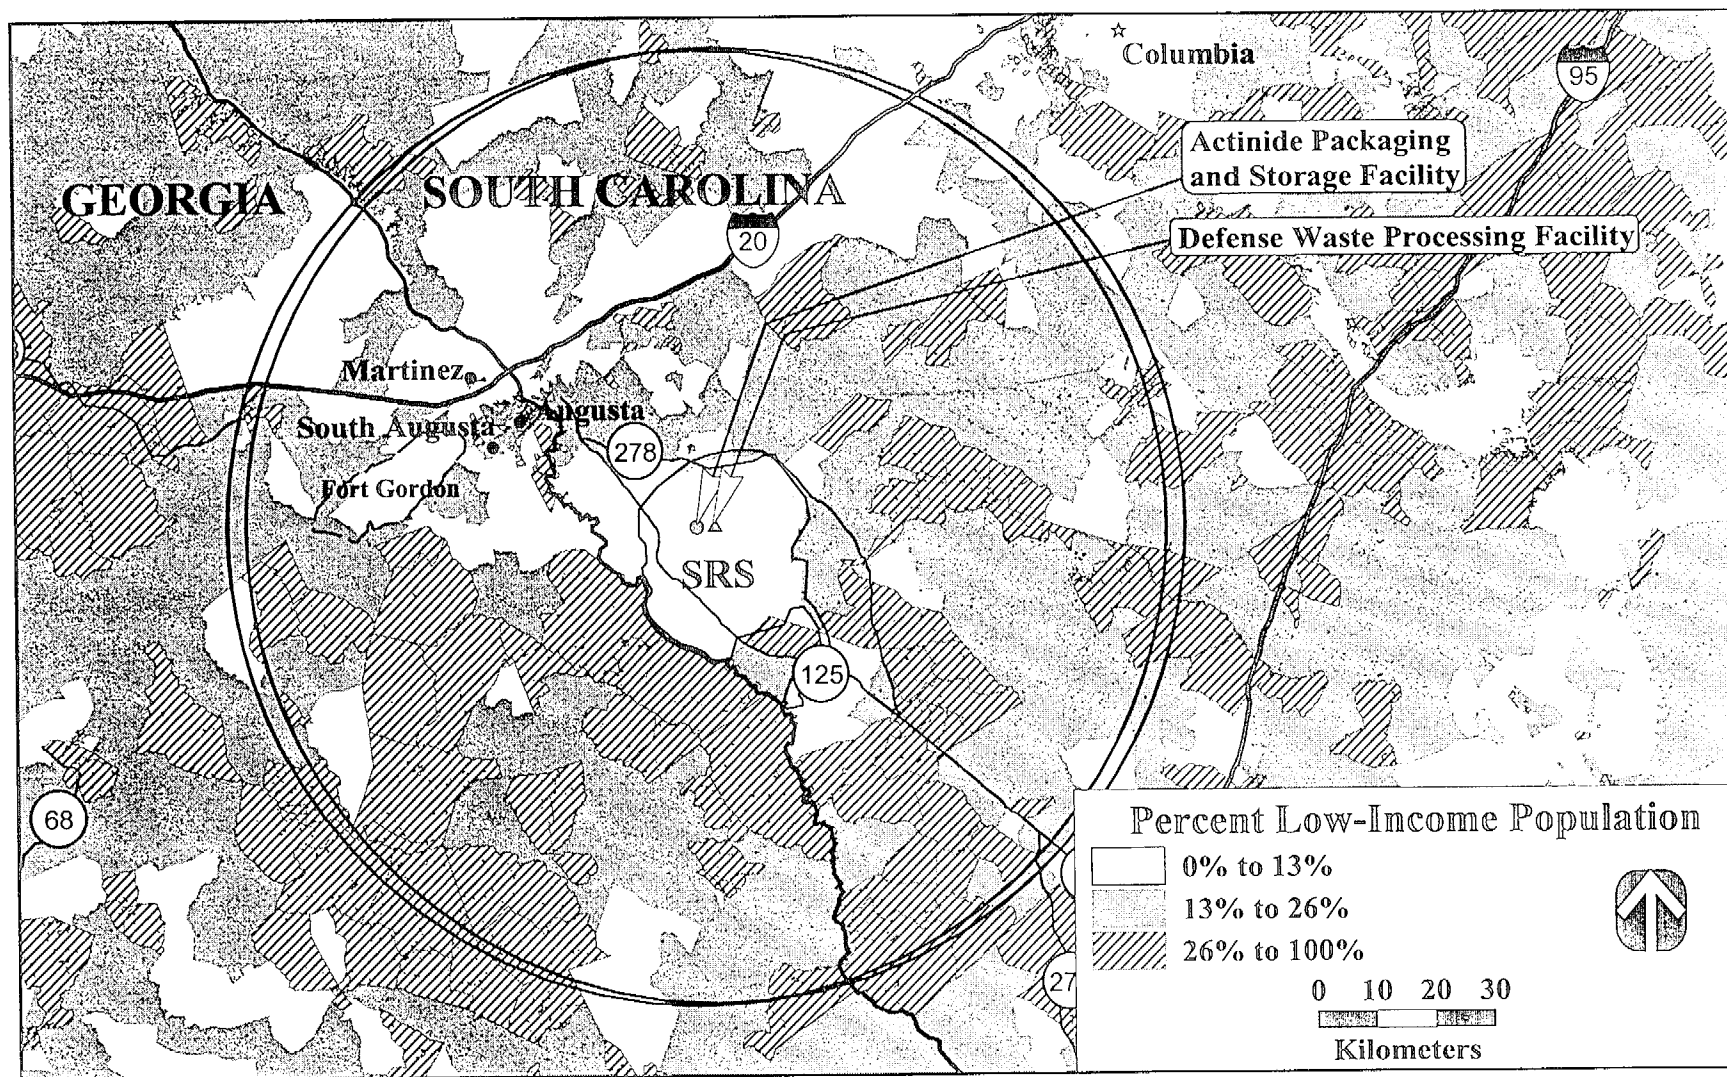 Columbia
95
Actinide Packaging
and Storage Facility
GEORGIA
SOUTH CAROLINA
20
Defense Waste Processing Facility
Martinez
Augusta
South Augusta
278
Fort Gordon
SRS
125
68
Percent Low-Income Population
0% to 13%
13% to 26%
26% to 100%
27
0 10 20 30
Kilometers